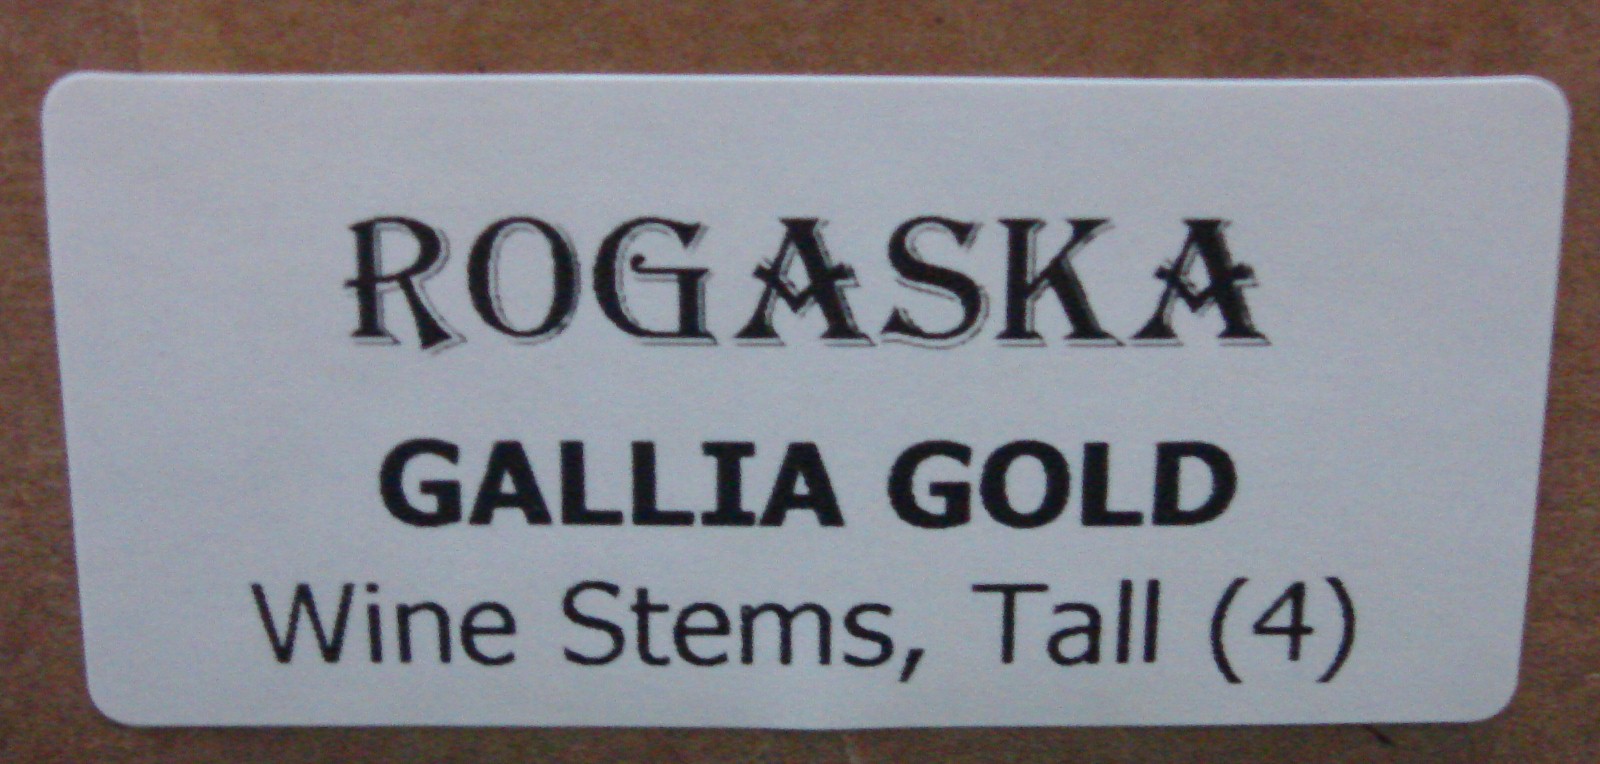 ROGASKA
GALLIA GOLD
Wine Stems, Tall (4)